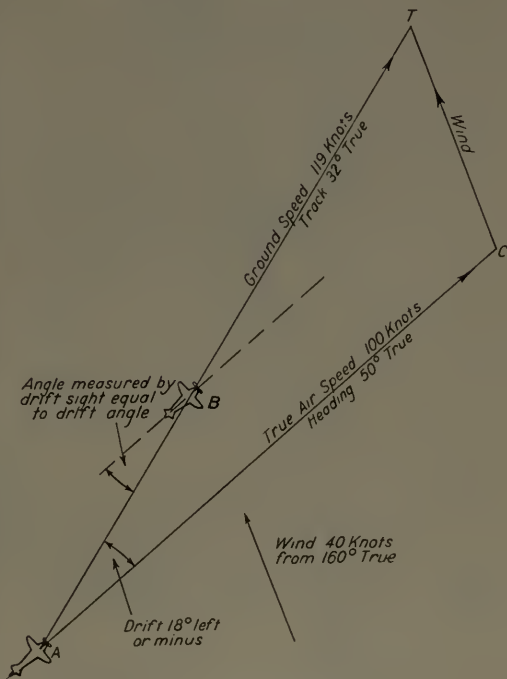 T
Ground Speed 119 Knots
Track 32° True
Wind
C
True Air Speed 100 Knots
Heading 50° True
Angle measured by
drift sight equal
to drift angle
B
Wind 40 Knots
from 160° True
Drift 18° left
or minus
A